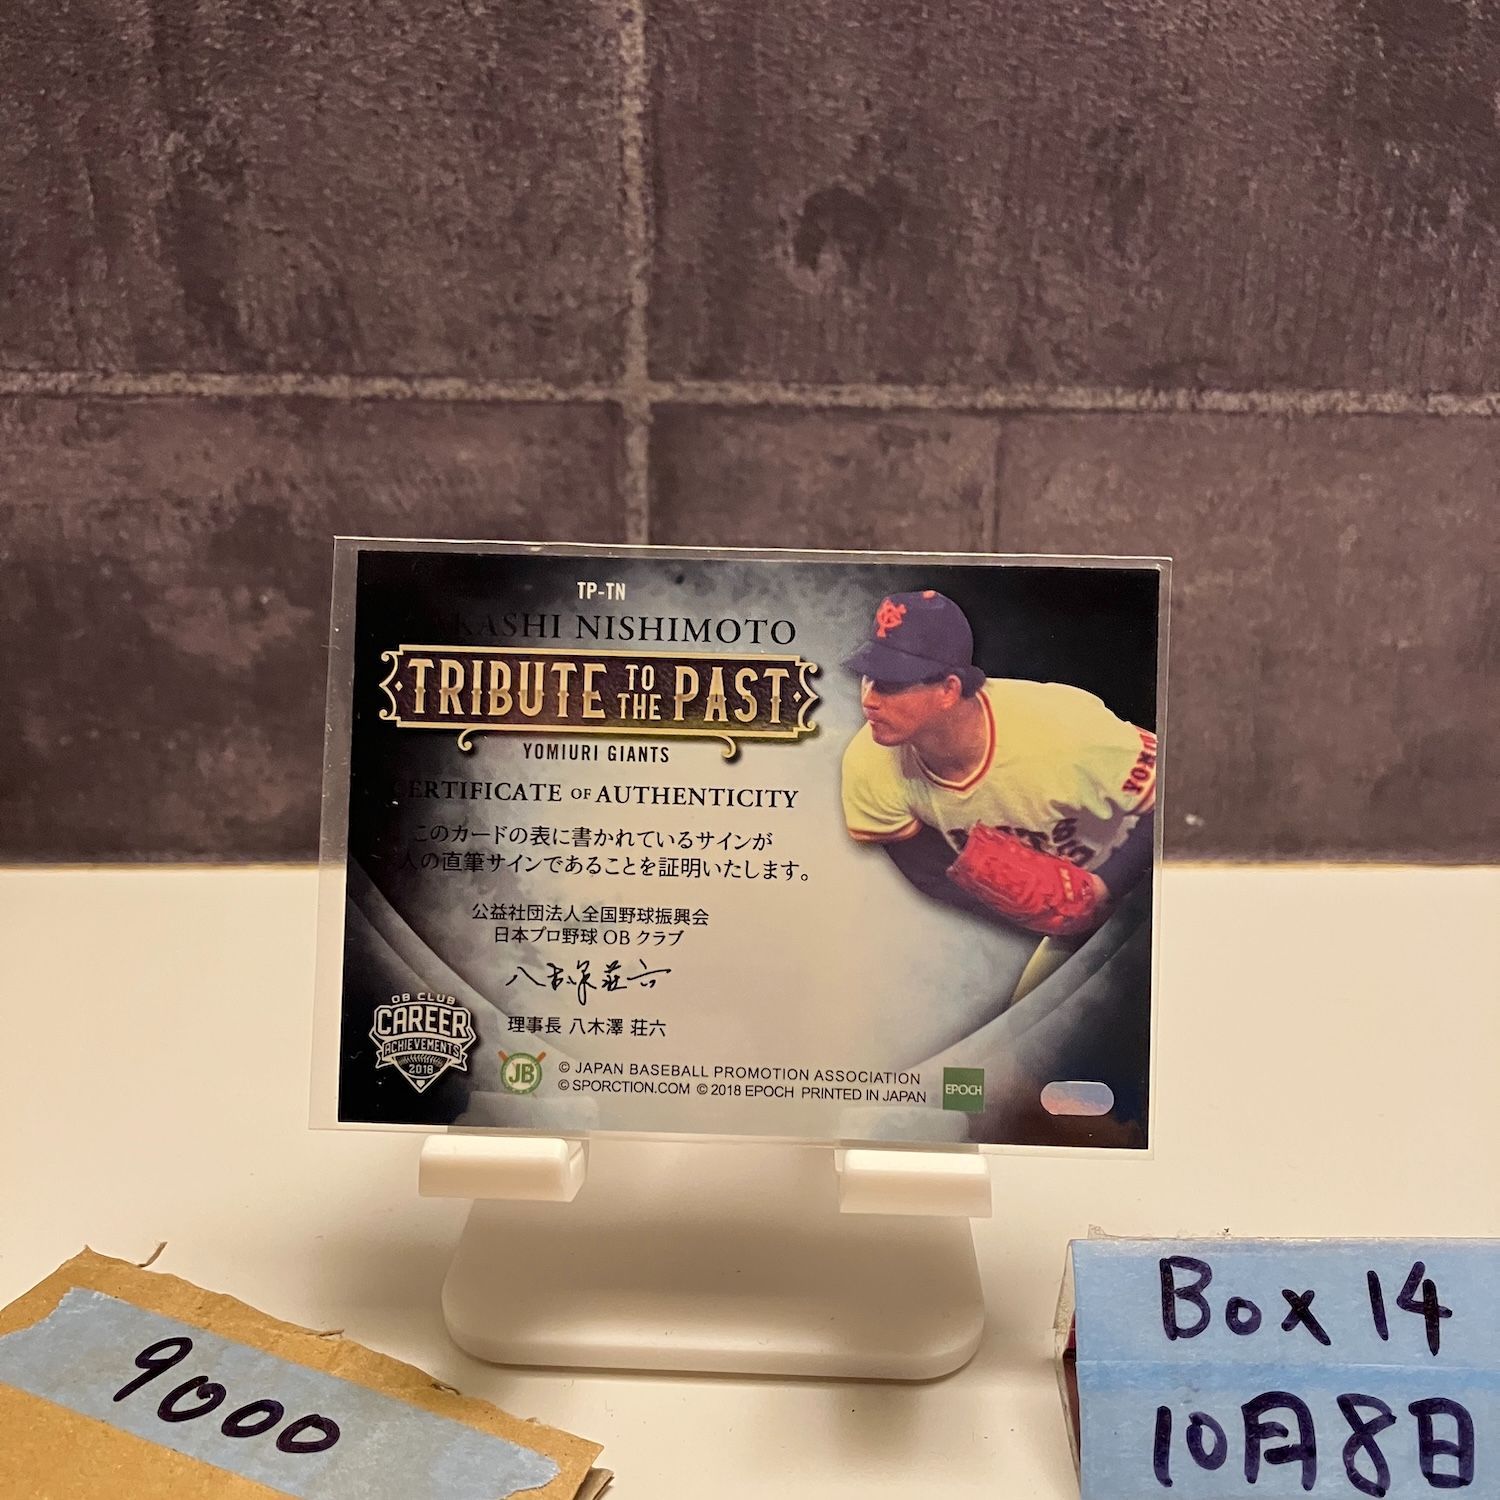 TP-TN
KASHI NISHIMOTO
TRIBUTE TO THE PAST
YOMIURI GIANTS
CERTIFICATE OF AUTHENTICITY
このカードの表に書かれているサインが
人の直筆サインであることを証明いたします。
公益社団法人全国野球振興会
日本プロ野球 OB クラブ
八木澤荘六
理事長 八木澤 荘六
OB CLUB
CAREER
ACHIEVEMENTS
2018
JB
© JAPAN BASEBALL PROMOTION ASSOCIATION
© SPORCTION.COM © 2018 EPOCH PRINTED IN JAPAN
EPOCH
9000
Box 14
10月8日